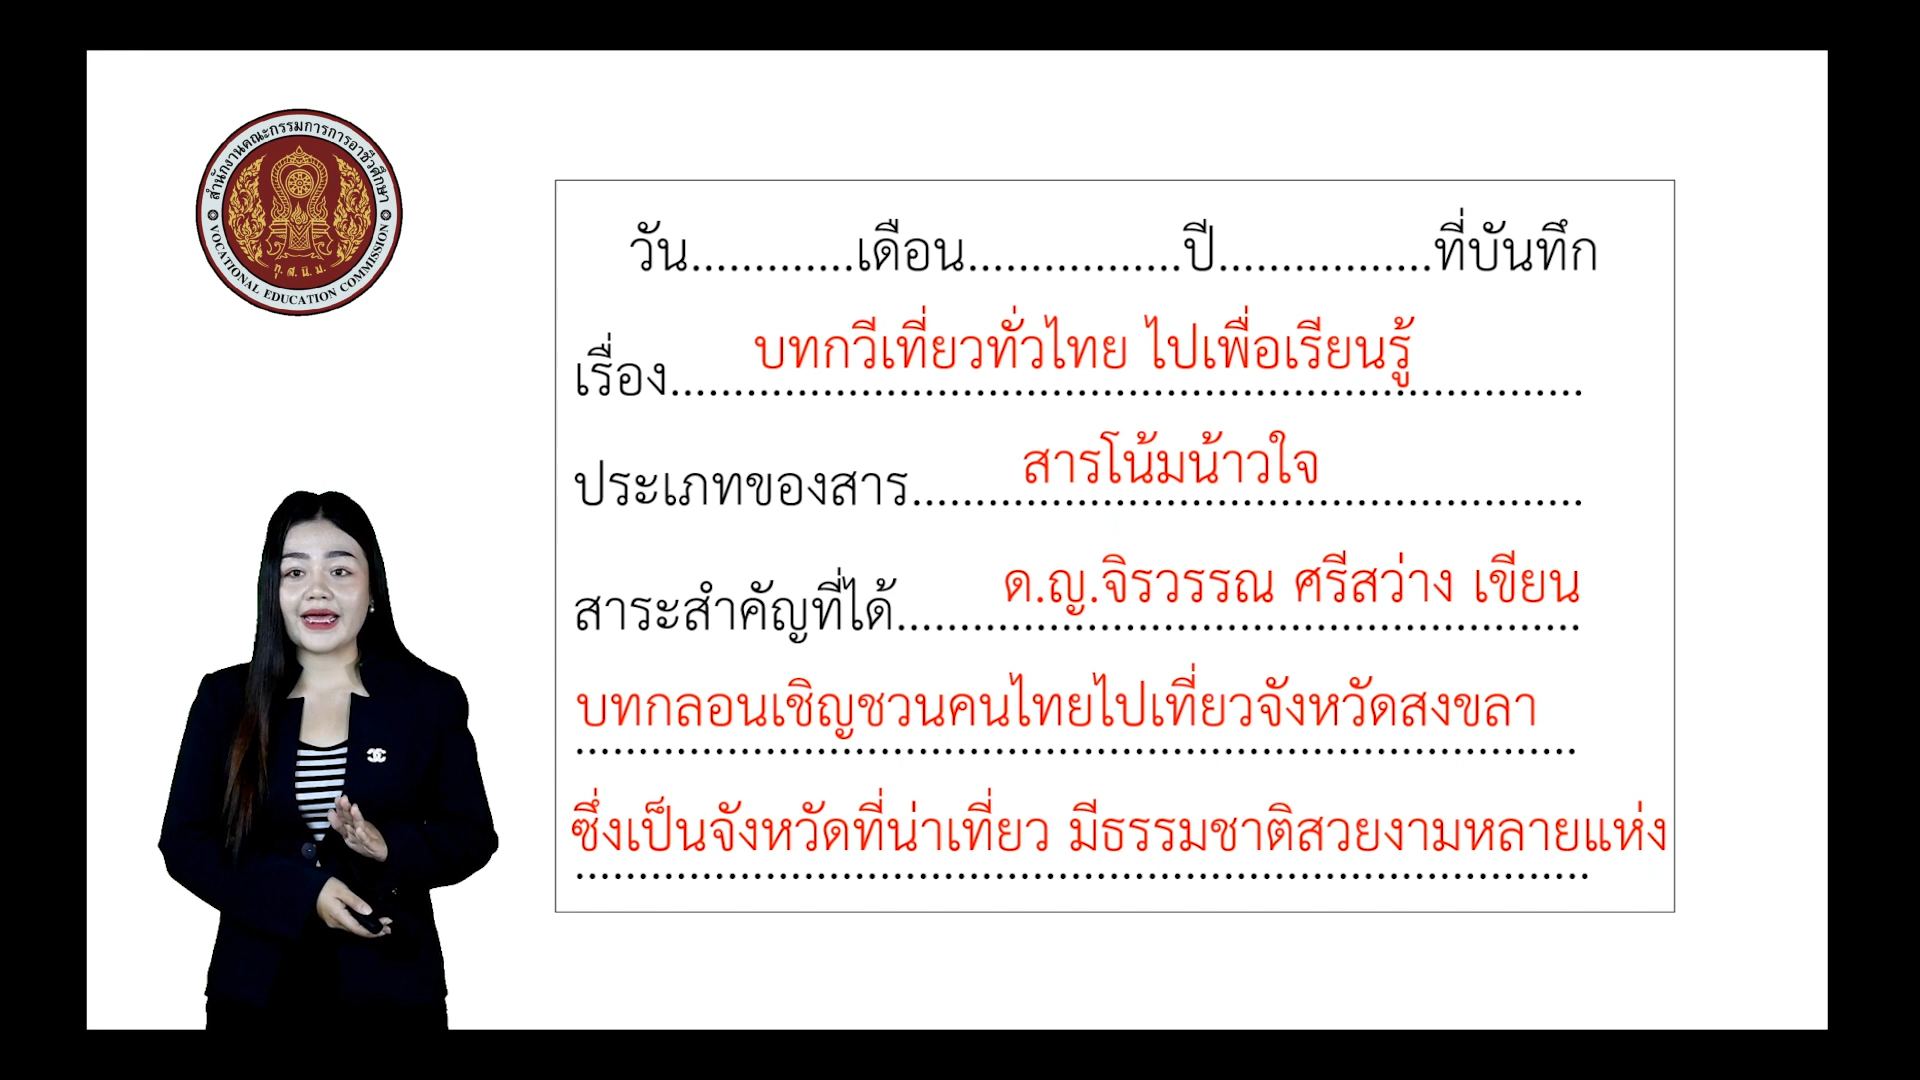 สำนักงานคณะกรรมการการอาชีวศึกษา
ทุ. ส. นิ. ม.
VOCATIONAL EDUCATION COMMISSION
วัน.............เดือน.................ปี.................ที่บันทึก
บทกวีเที่ยวทั่วไทย ไปเพื่อเรียนรู้
เรื่อง.........................................................................
สารโน้มน้าวใจ
ประเภทของสาร.....................................................
ด.ญ.จิรวรรณ ศรีสว่าง เขียน
สาระสำคัญที่ได้......................................................
บทกลอนเชิญชวนคนไทยไปเที่ยวจังหวัดสงขลา
................................................................................
ซึ่งเป็นจังหวัดที่น่าเที่ยว มีธรรมชาติสวยงามหลายแห่ง
.................................................................................